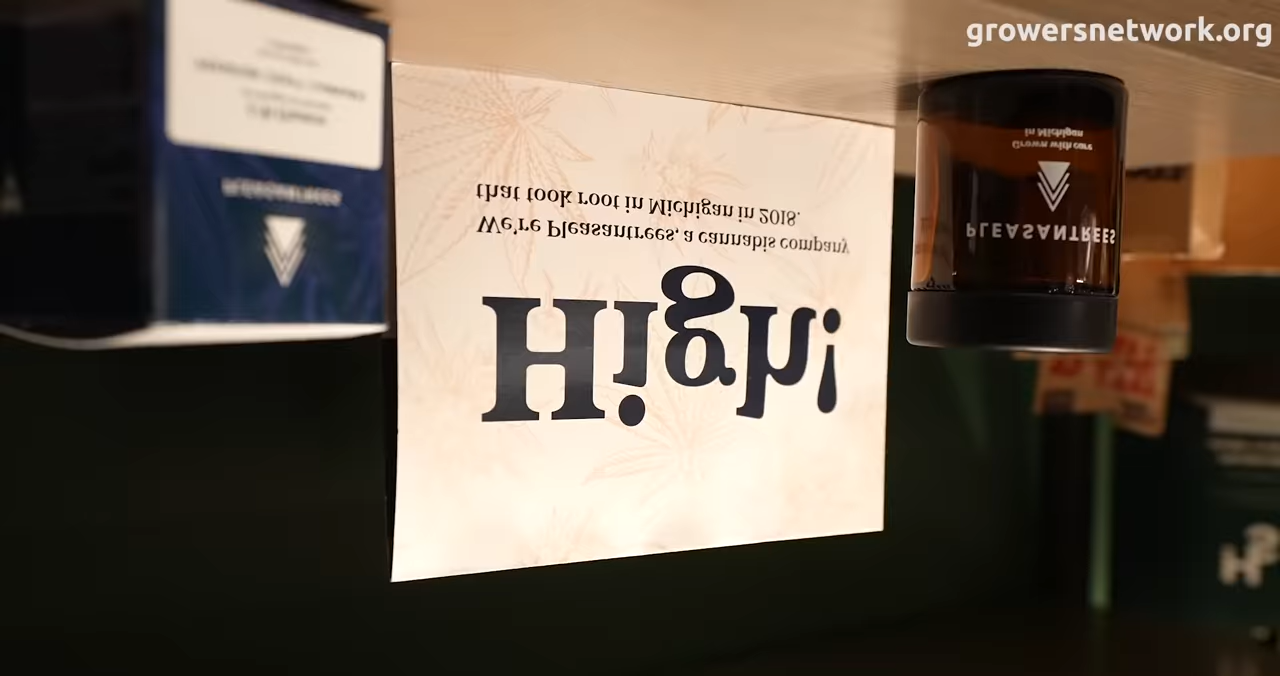 growersnetwork.org
High!
We're Pleasantrees, a cannabis company
that took root in Michigan in 2018.
PLEASANTREES
Grown with care
in Michigan
PLEASANTREES